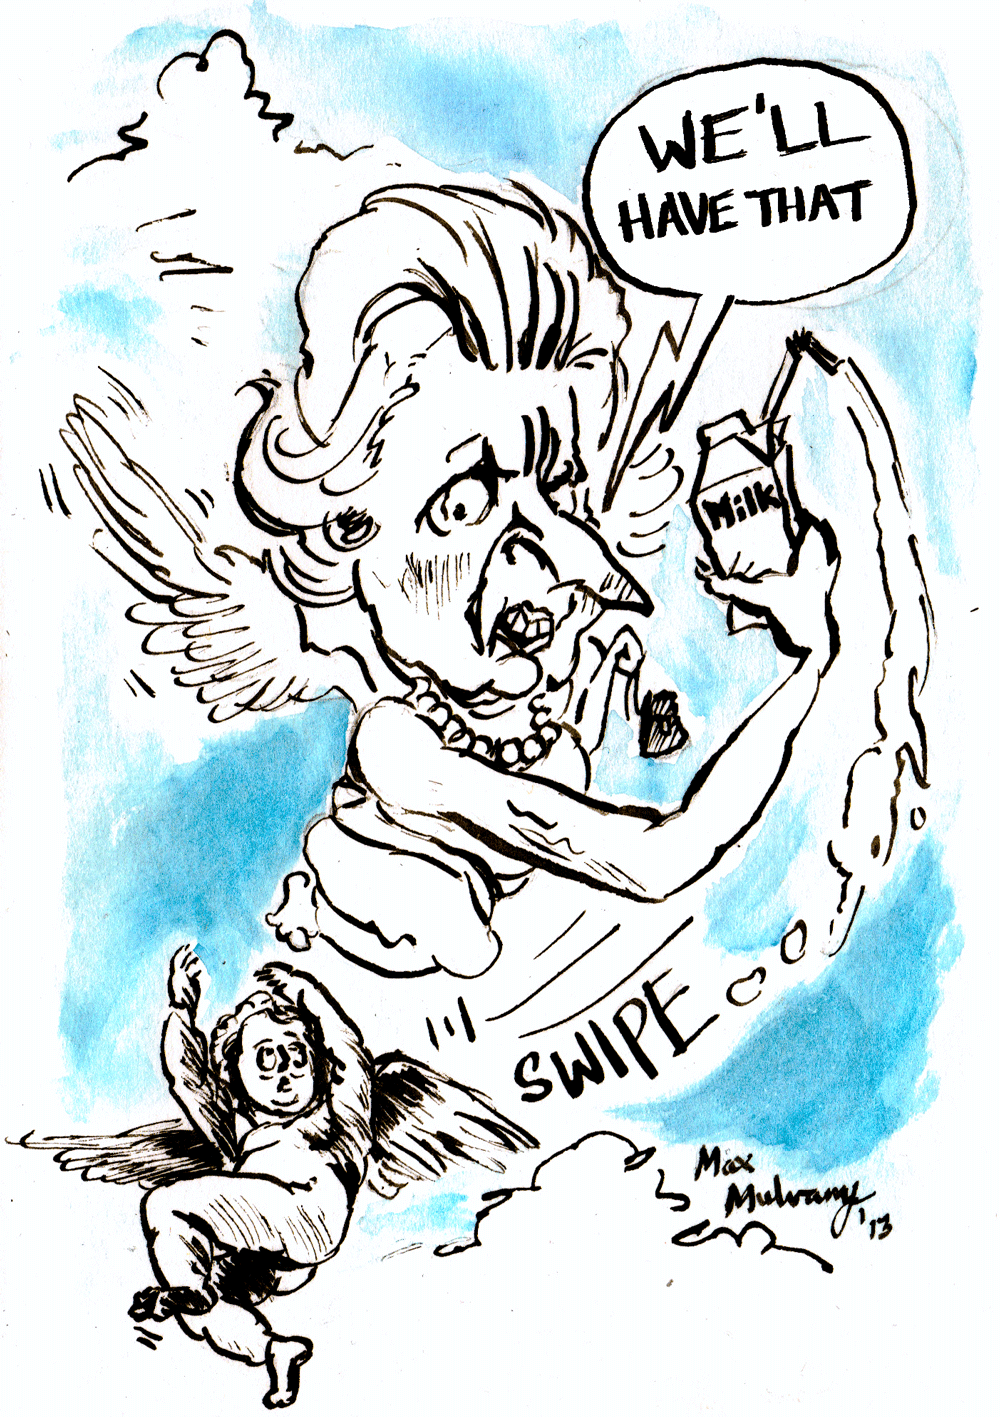 WE'LL
HAVE THAT
Milk
SWIPE
Max
Mulvany
'13